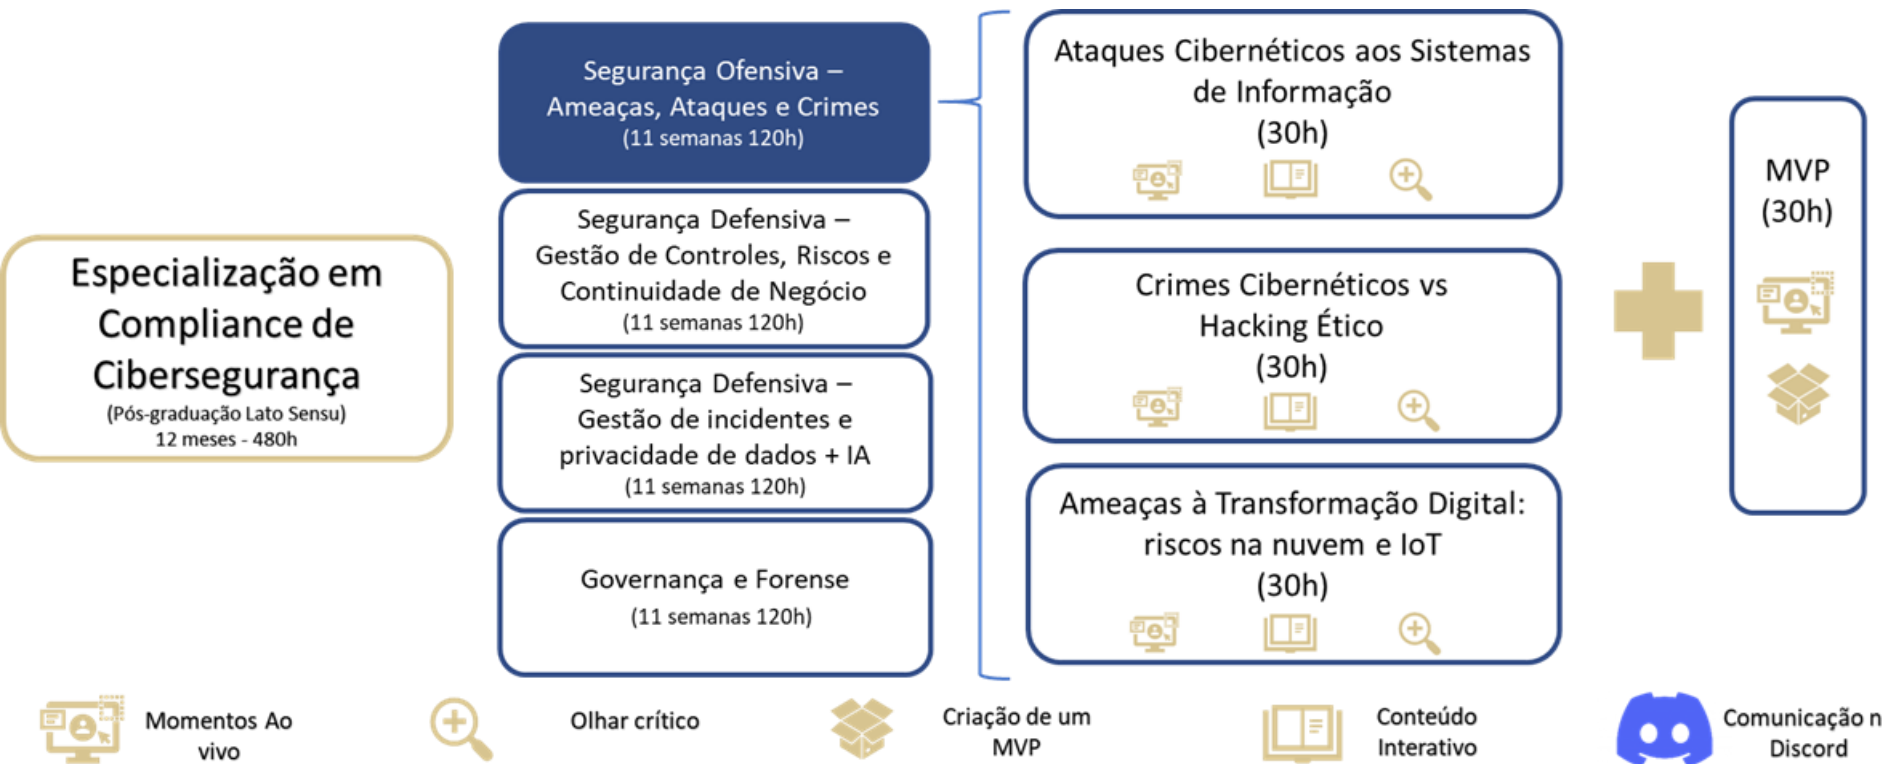 Especialização em
Compliance de
Cibersegurança
(Pós-graduação Lato Sensu)
12 meses - 480h
Segurança Ofensiva –
Ameaças, Ataques e Crimes
(11 semanas 120h)
Segurança Defensiva –
Gestão de Controles, Riscos e
Continuidade de Negócio
(11 semanas 120h)
Segurança Defensiva –
Gestão de incidentes e
privacidade de dados + IA
(11 semanas 120h)
Governança e Forense
(11 semanas 120h)
Ataques Cibernéticos aos Sistemas
de Informação
(30h)
Crimes Cibernéticos vs
Hacking Ético
(30h)
Ameaças à Transformação Digital:
riscos na nuvem e IoT
(30h)
MVP
(30h)
Momentos Ao
vivo
Olhar crítico
Criação de um
MVP
Conteúdo
Interativo
Comunicação n
Discord